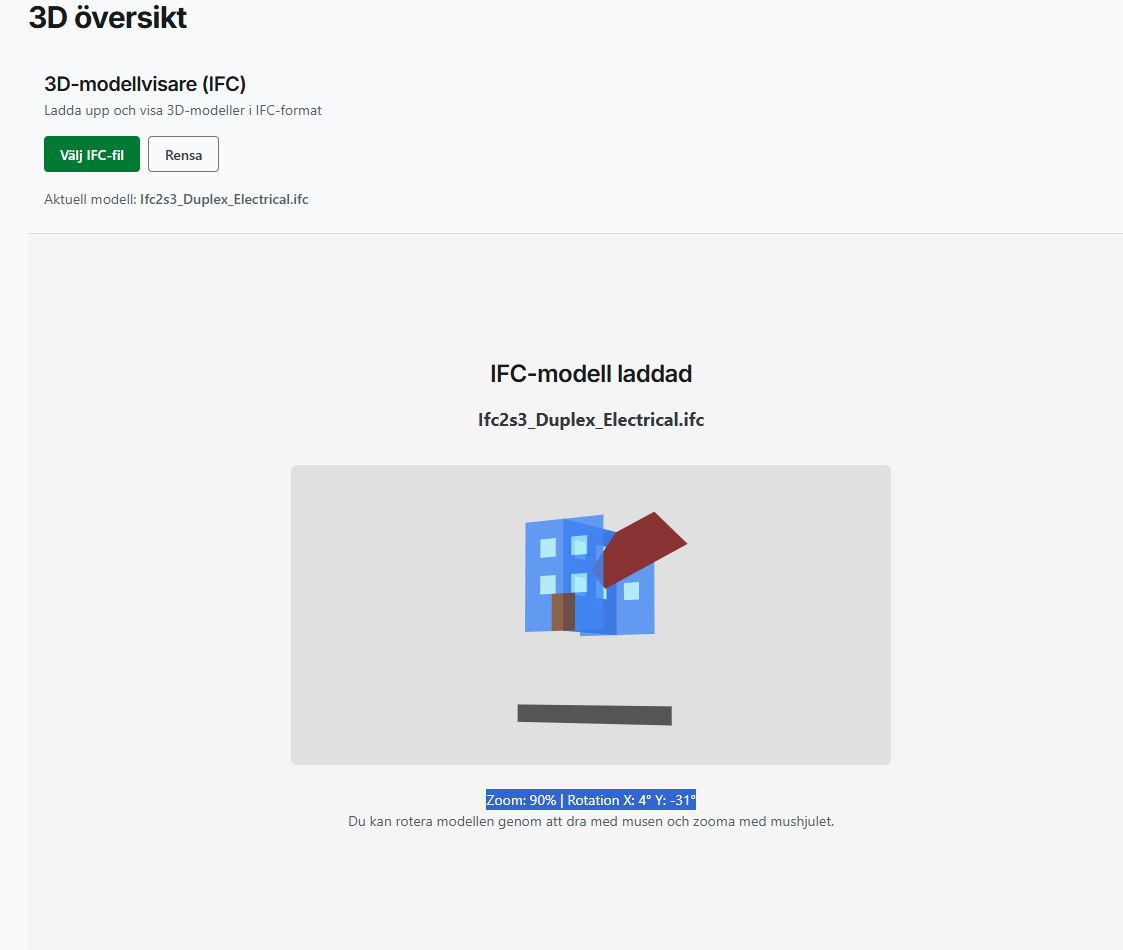 3D översikt
3D-modellvisare (IFC)
Ladda upp och visa 3D-modeller i IFC-format
Välj IFC-fil
Rensa
Aktuell modell: Ifc2s3_Duplex_Electrical.ifc
IFC-modell laddad
Ifc2s3_Duplex_Electrical.ifc
Zoom: 90% | Rotation X: 4° Y: -31°
Du kan rotera modellen genom att dra med musen och zooma med mushjulet.